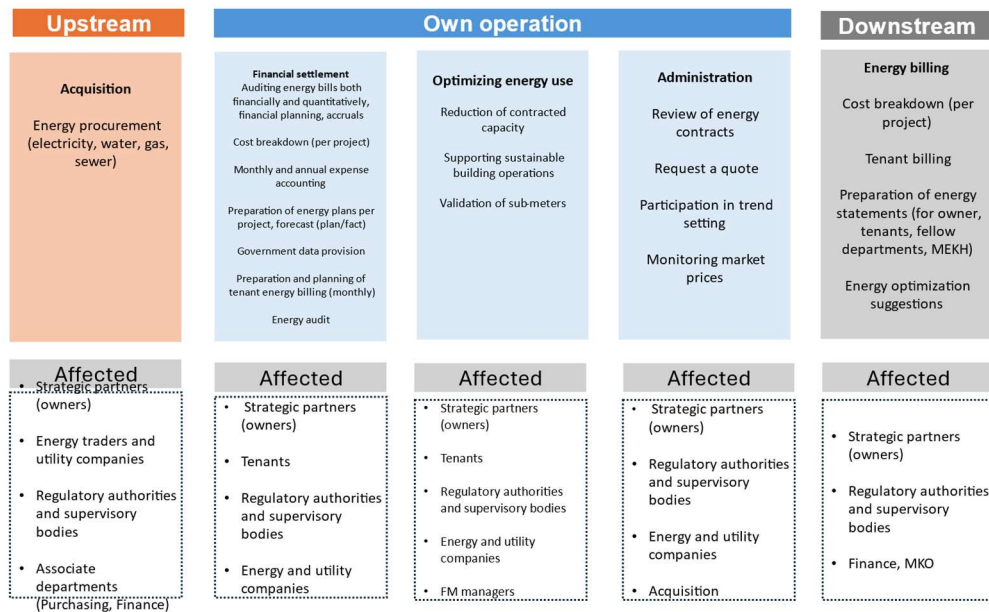 Upstream
Own operation
Downstream
Acquisition
Energy procurement
(electricity, water, gas,
sewer)
Financial settlement
Auditing energy bills both
financially and quantitatively,
financial planning, accruals
Cost breakdown (per project)
Monthly and annual expense
accounting
Preparation of energy plans per
project, forecast (plan/fact)
Government data provision
Preparation and planning of
tenant energy billing (monthly)
Energy audit
Optimizing energy use
Reduction of contracted
capacity
Supporting sustainable
building operations
Validation of sub-meters
Administration
Review of energy
contracts
Request a quote
Participation in trend
setting
Monitoring market
prices
Energy billing
Cost breakdown (per
project)
Tenant billing
Preparation of energy
statements (for owner,
tenants, fellow
departments, MEKH)
Energy optimization
suggestions
Affected
• Strategic partners
(owners)
• Energy traders and
utility companies
• Regulatory authorities
and supervisory
bodies
• Associate
departments
(Purchasing, Finance)
Affected
• Strategic partners
(owners)
• Tenants
• Regulatory authorities
and supervisory
bodies
• Energy and utility
companies
Affected
• Strategic partners
(owners)
• Tenants
• Regulatory authorities
and supervisory bodies
• Energy and utility
companies
• FM managers
Affected
• Strategic partners
(owners)
• Regulatory authorities
and supervisory
bodies
• Energy and utility
companies
• Acquisition
Affected
• Strategic partners
(owners)
• Regulatory authorities
and supervisory
bodies
• Finance, MKO